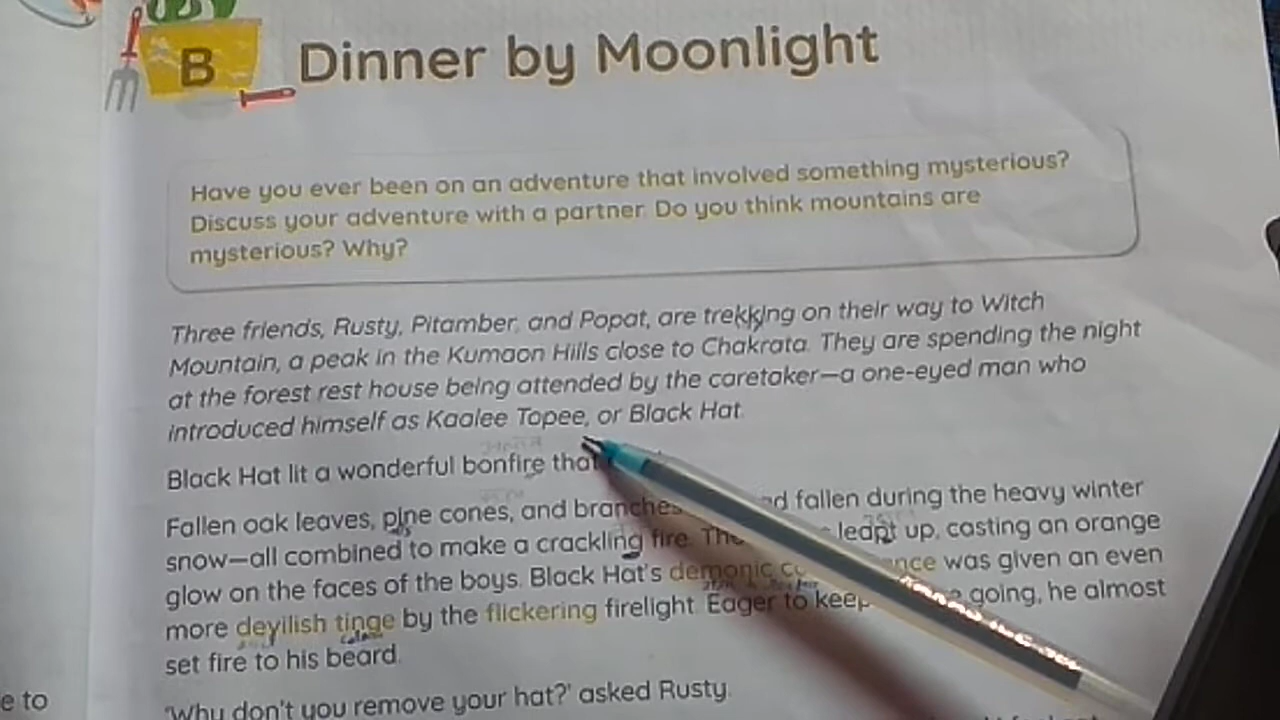 B
Dinner by Moonlight
Have you ever been on an adventure that involved something mysterious?
Discuss your adventure with a partner. Do you think mountains are
mysterious? Why?
Three friends, Rusty, Pitamber, and Popat, are trekking on their way to Witch
Mountain, a peak in the Kumaon Hills close to Chakrata. They are spending the night
at the forest rest house being attended by the caretaker—a one-eyed man who
introduced himself as Kaalee Topee, or Black Hat.
Black Hat lit a wonderful bonfire that
Fallen oak leaves, pine cones, and branches fallen during the heavy winter
snow—all combined to make a crackling fire. leapt up, casting an orange
glow on the faces of the boys. Black Hat's demonic was given an even
more devilish tinge by the flickering firelight. Eager to keep going, he almost
set fire to his beard.
'Why don't you remove your hat?' asked Rusty.
e to